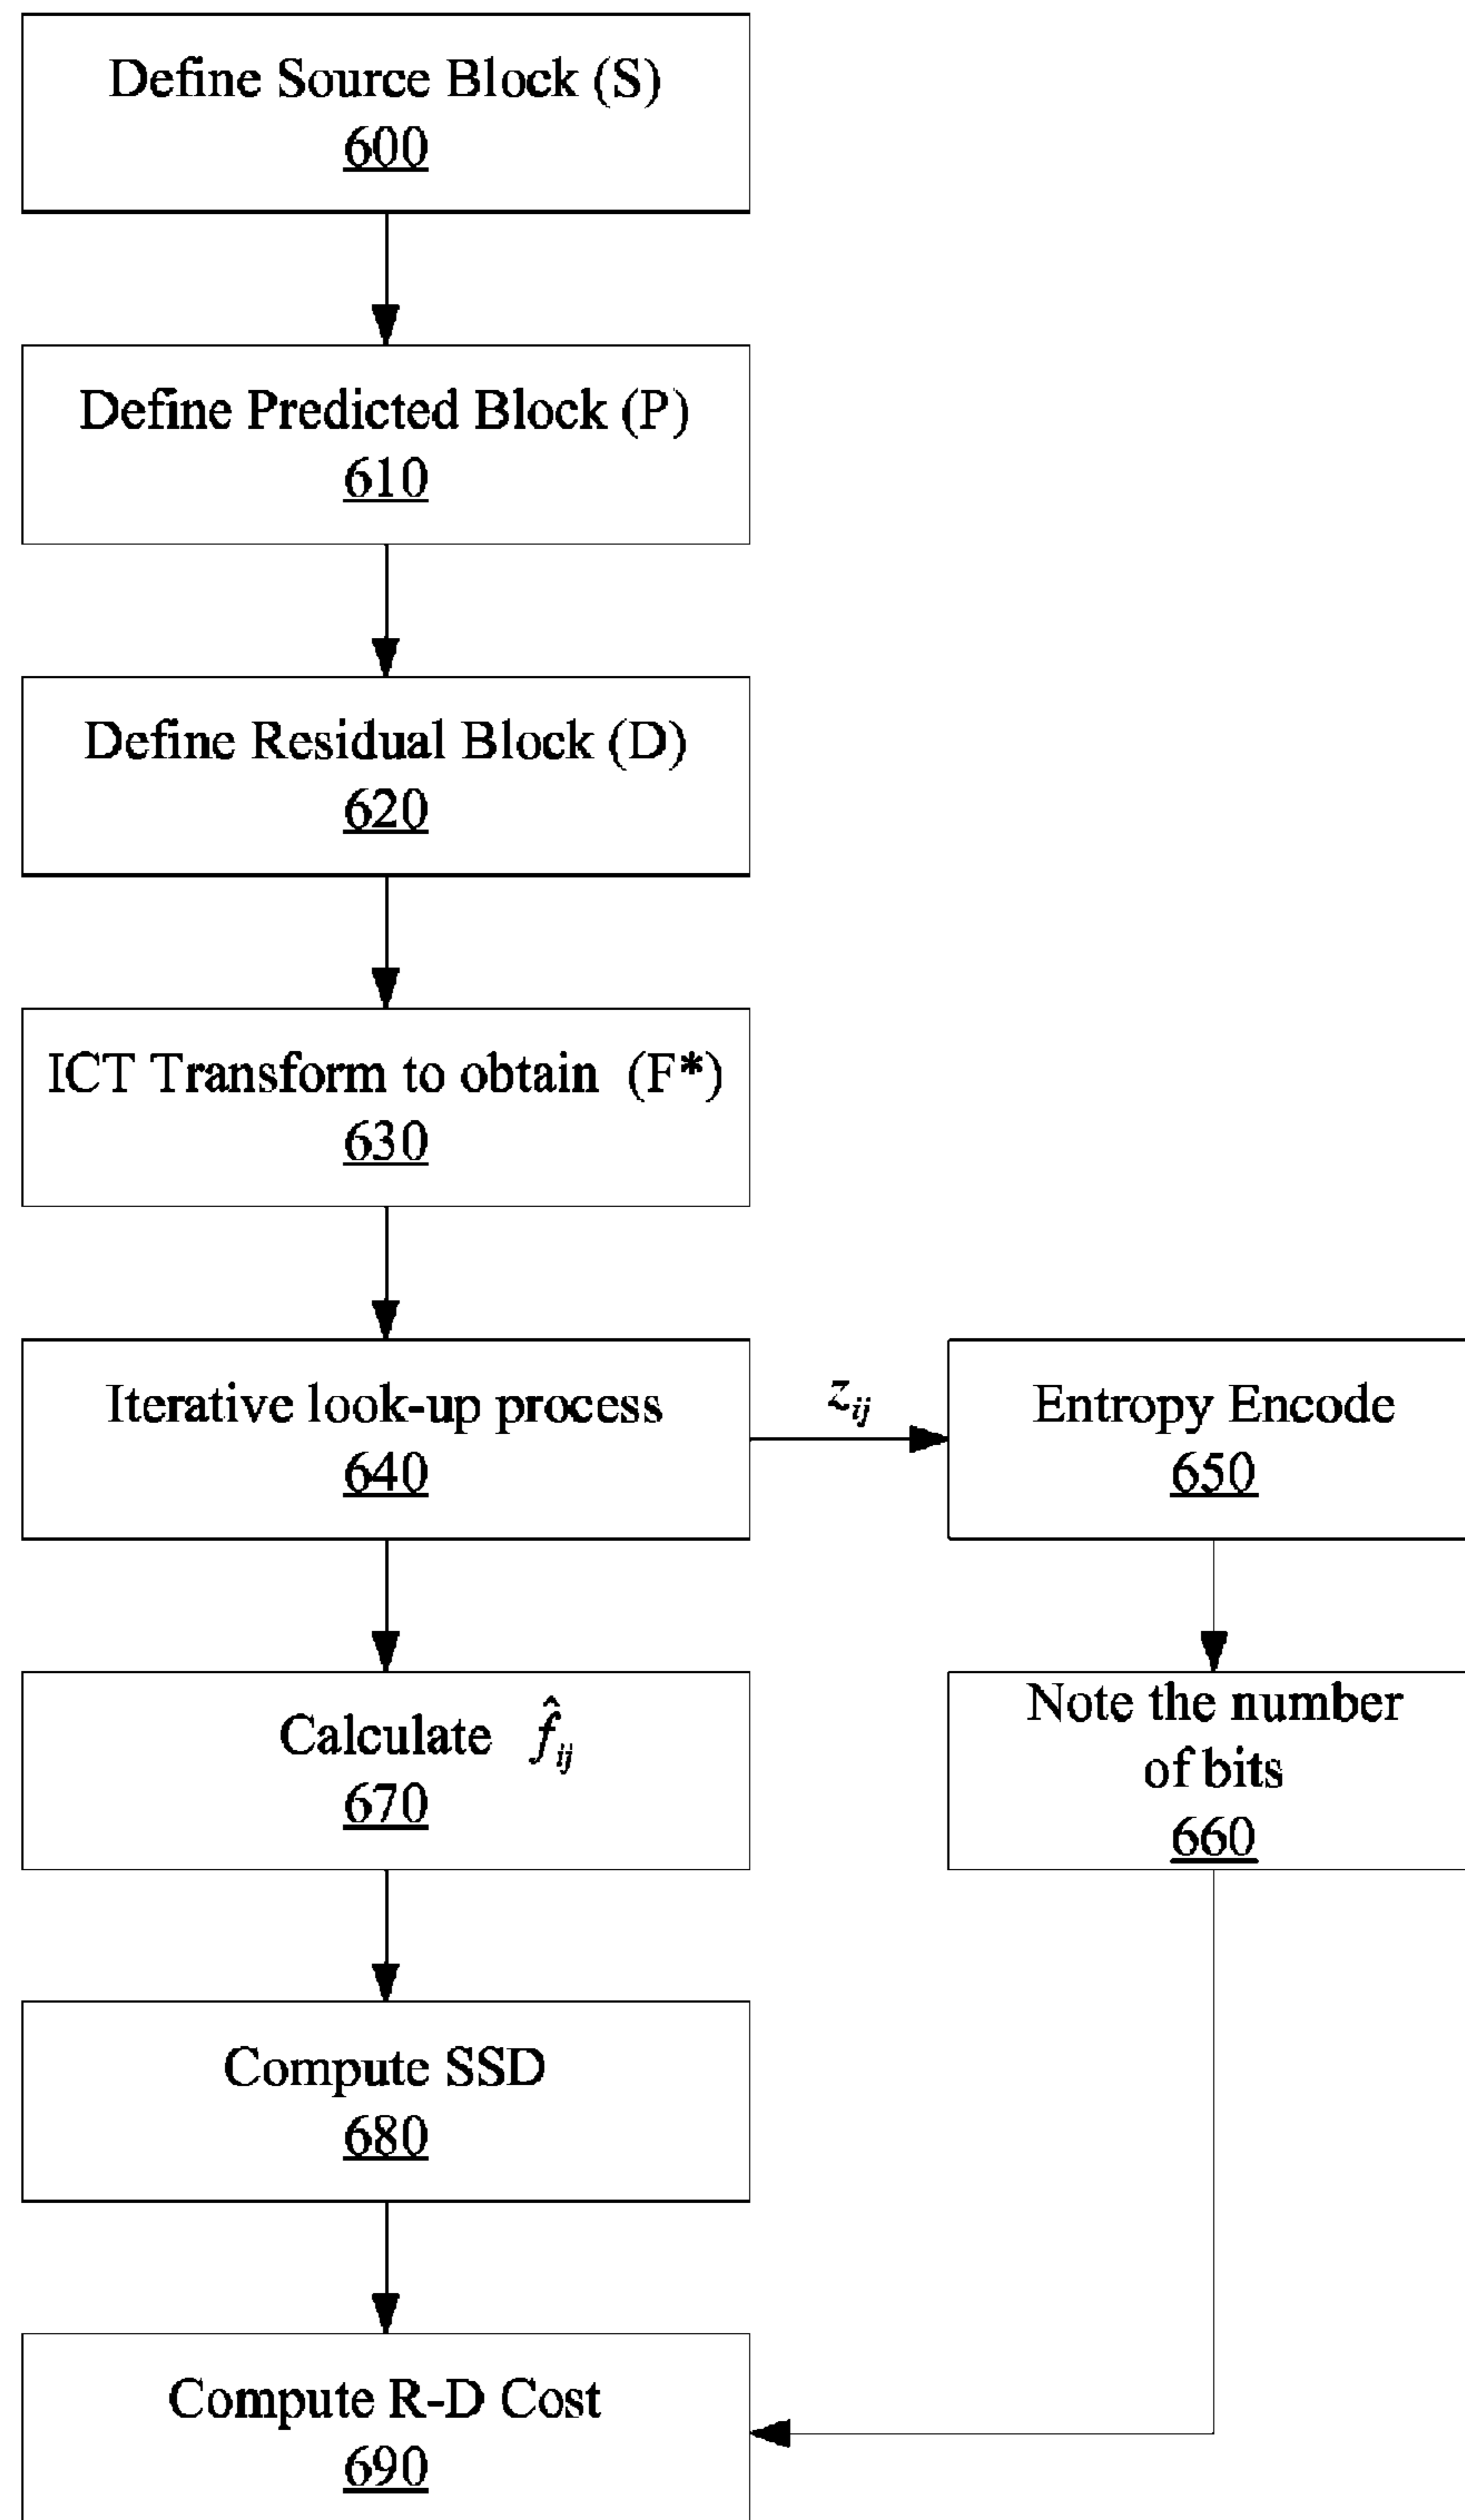 Define Source Block (S)
600
Define Predicted Block (P)
610
Define Residual Block (D)
620
ICT Transform to obtain (F*)
630
Iterative look-up process
640
z_ij
Entropy Encode
650
Calculate f̂_ij
670
Note the number
of bits
660
Compute SSD
680
Compute R-D Cost
690